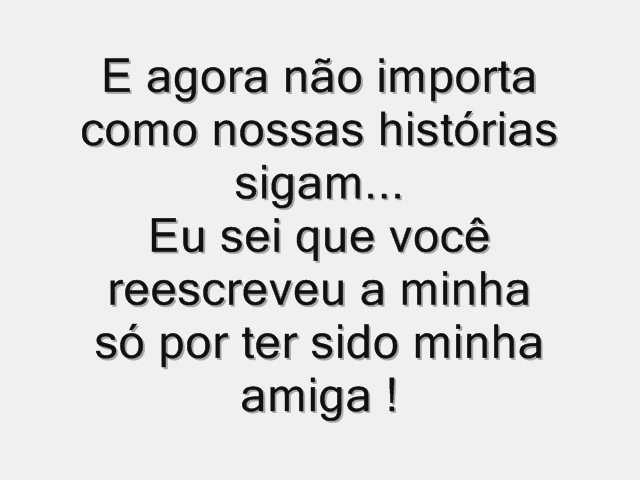 E agora não importa
como nossas histórias
sigam...
Eu sei que você
reescreveu a minha
só por ter sido minha
amiga !